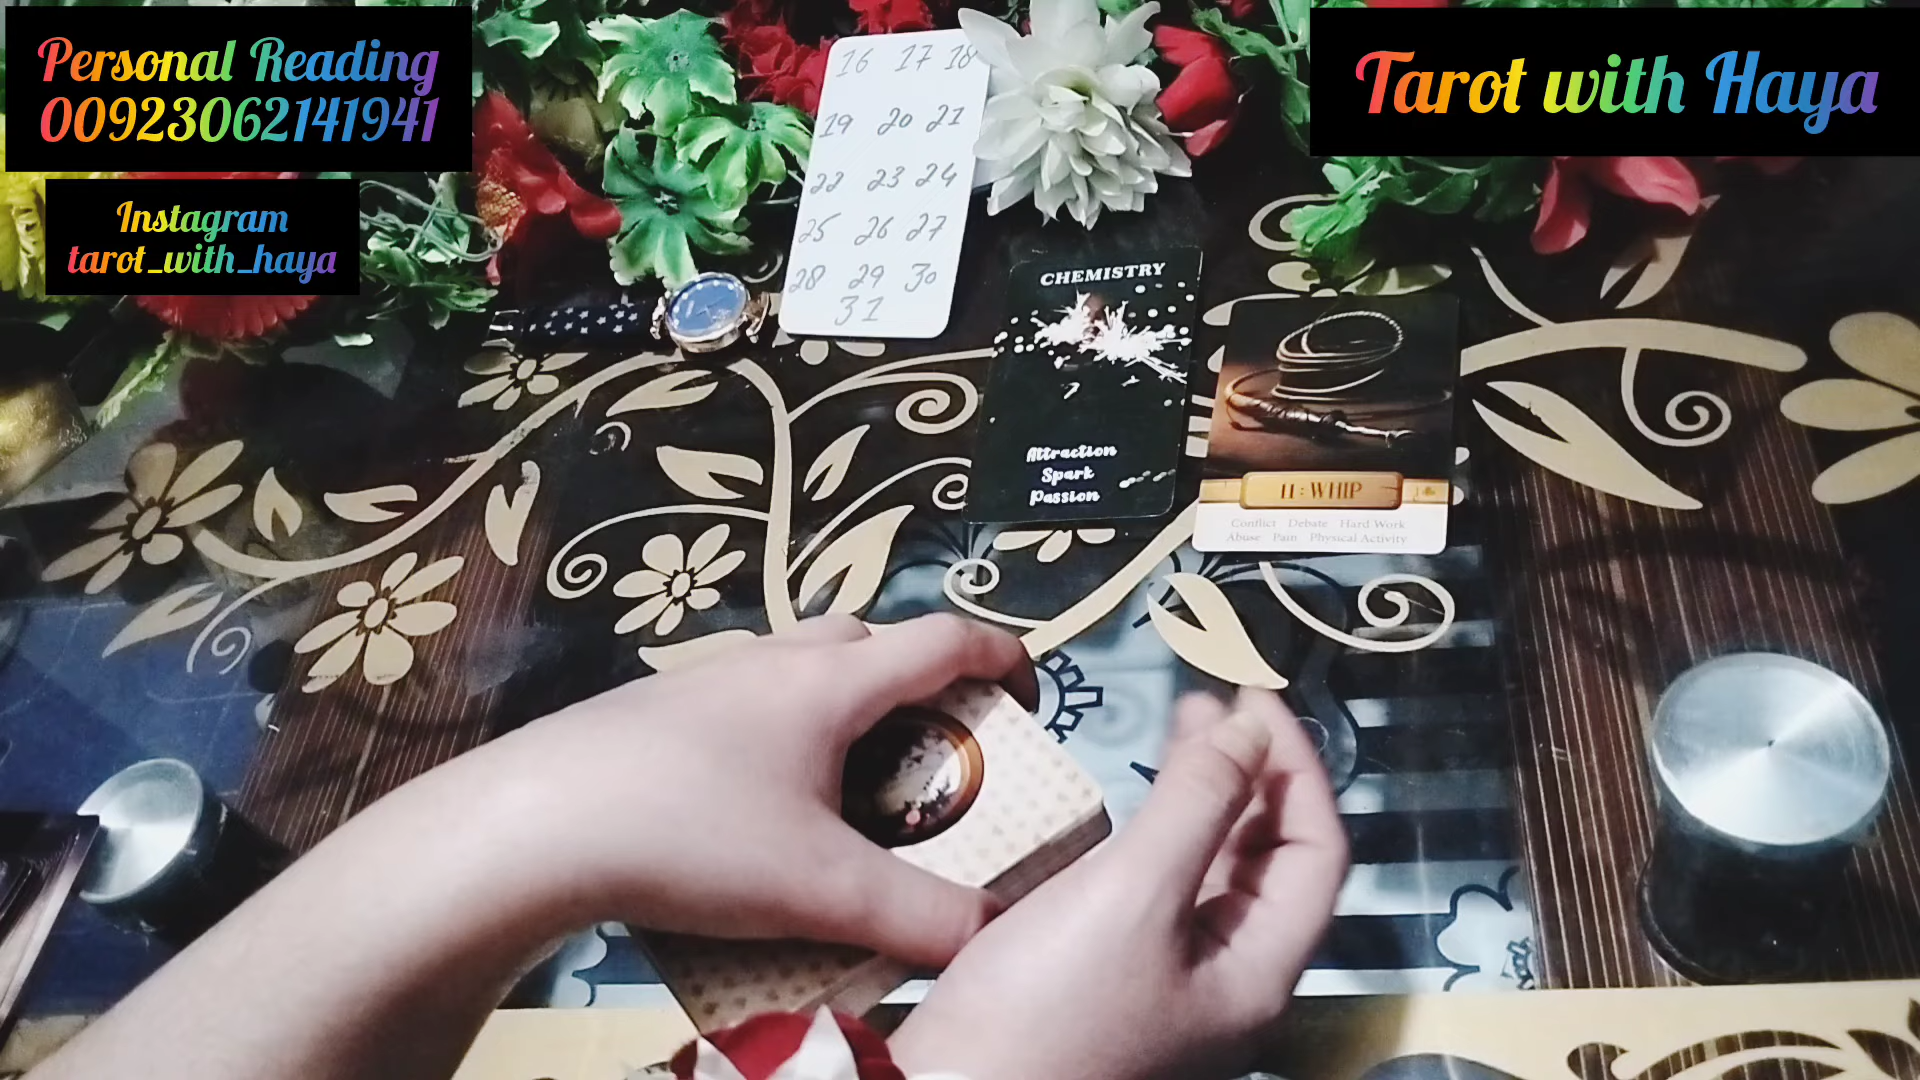 Personal Reading
00923062141941
Instagram
tarot_with_haya
Tarot with Haya
16 17 18
19 20 21
22 23 24
25 26 27
28 29 30
31
CHEMISTRY
Attraction
Spark
Passion
11: WHIP
Conflict Debate Hard Work
Abuse Pain Physical Activity